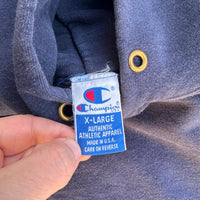 Champion
X-LARGE
AUTHENTIC
ATHLETIC APPAREL
MADE IN U.S.A.
CARE ON REVERSE